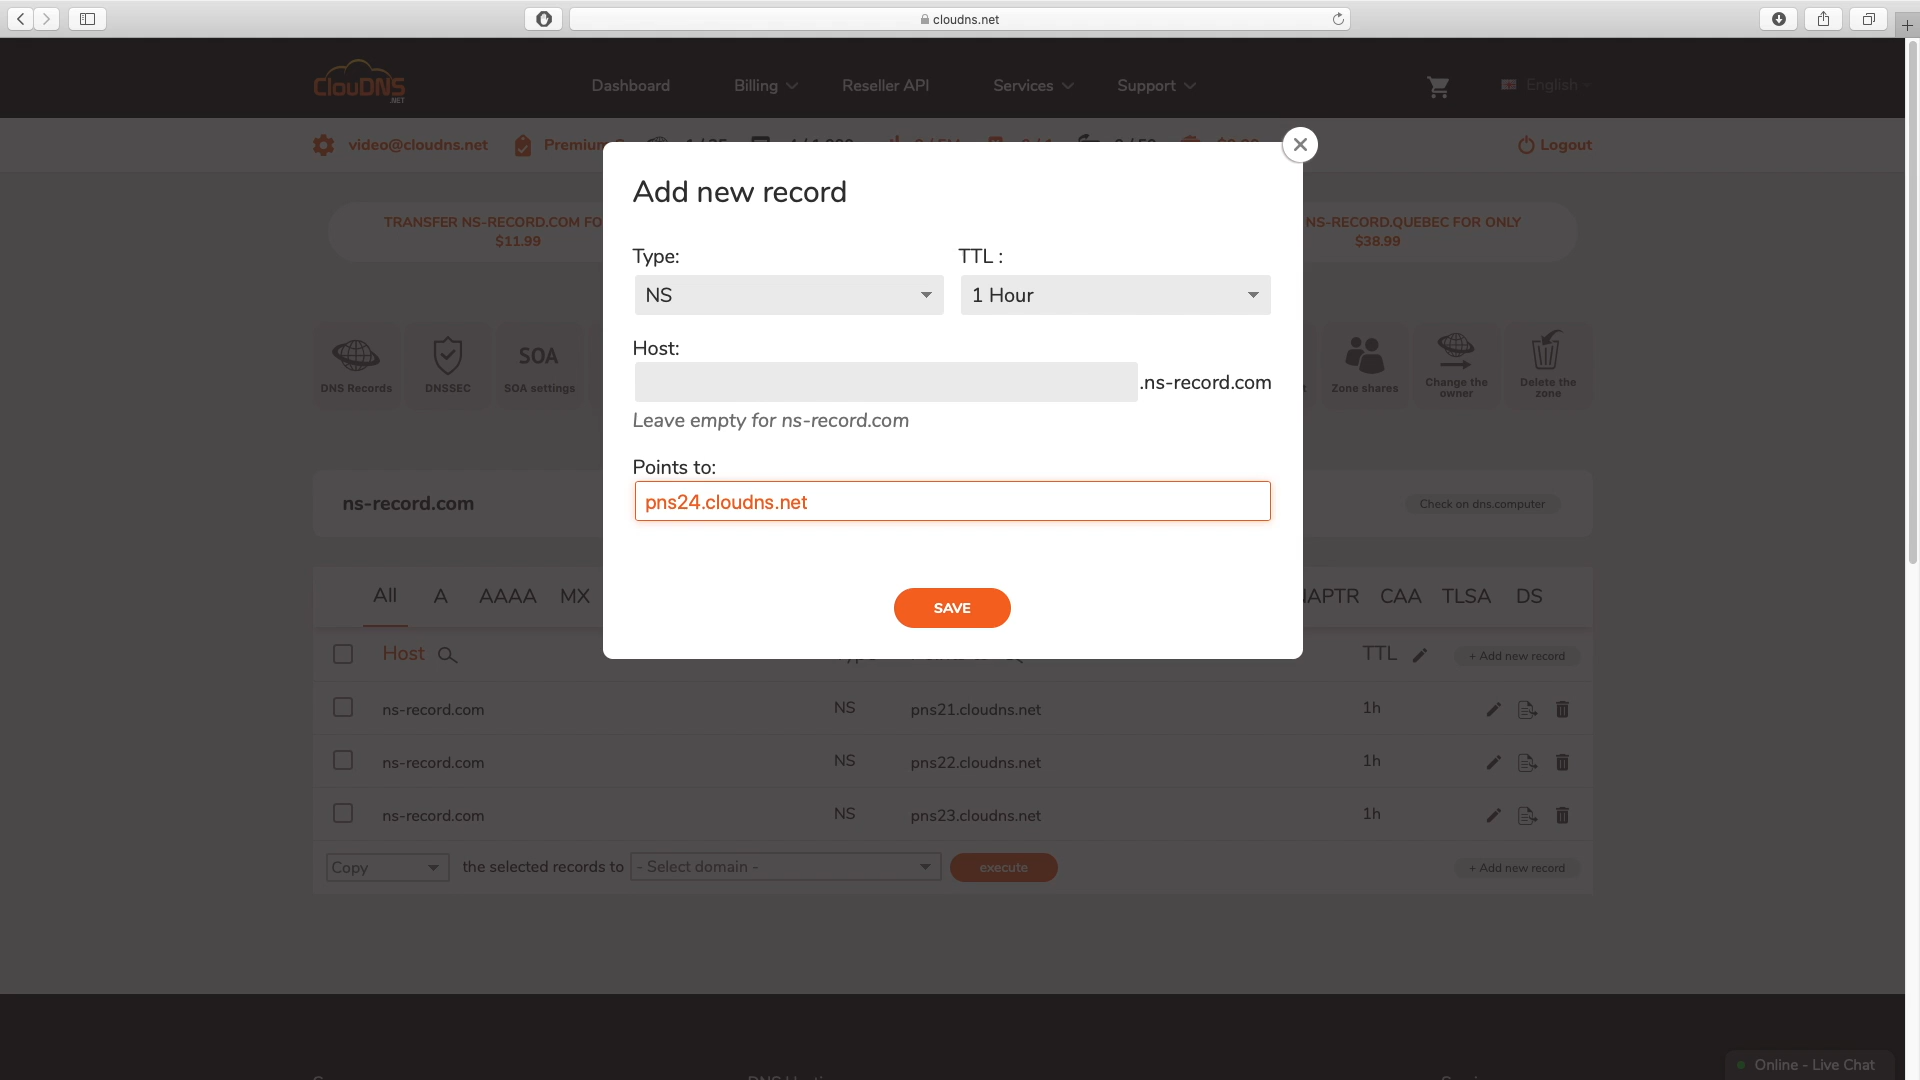 cloudns.net
ClouDNS
.NET
Dashboard
Billing
Reseller API
Services
Support
English
video@cloudns.net
Logout
TRANSFER NS-RECORD.COM FO
$11.99
NS-RECORD.QUEBEC FOR ONLY
$38.99
Add new record
Type:
TTL :
NS
1 Hour
Host:
.ns-record.com
Leave empty for ns-record.com
Points to:
pns24.cloudns.net
SAVE
DNS Records
DNSSEC
SOA
SOA settings
Zone shares
Change the
owner
Delete the
zone
ns-record.com
Check on dns.computer
All A AAAA MX
CAA TLSA DS
Host
TTL
+ Add new record
ns-record.com NS pns21.cloudns.net 1h
ns-record.com NS pns22.cloudns.net 1h
ns-record.com NS pns23.cloudns.net 1h
Copy the selected records to - Select domain - execute + Add new record
Online - Live Chat